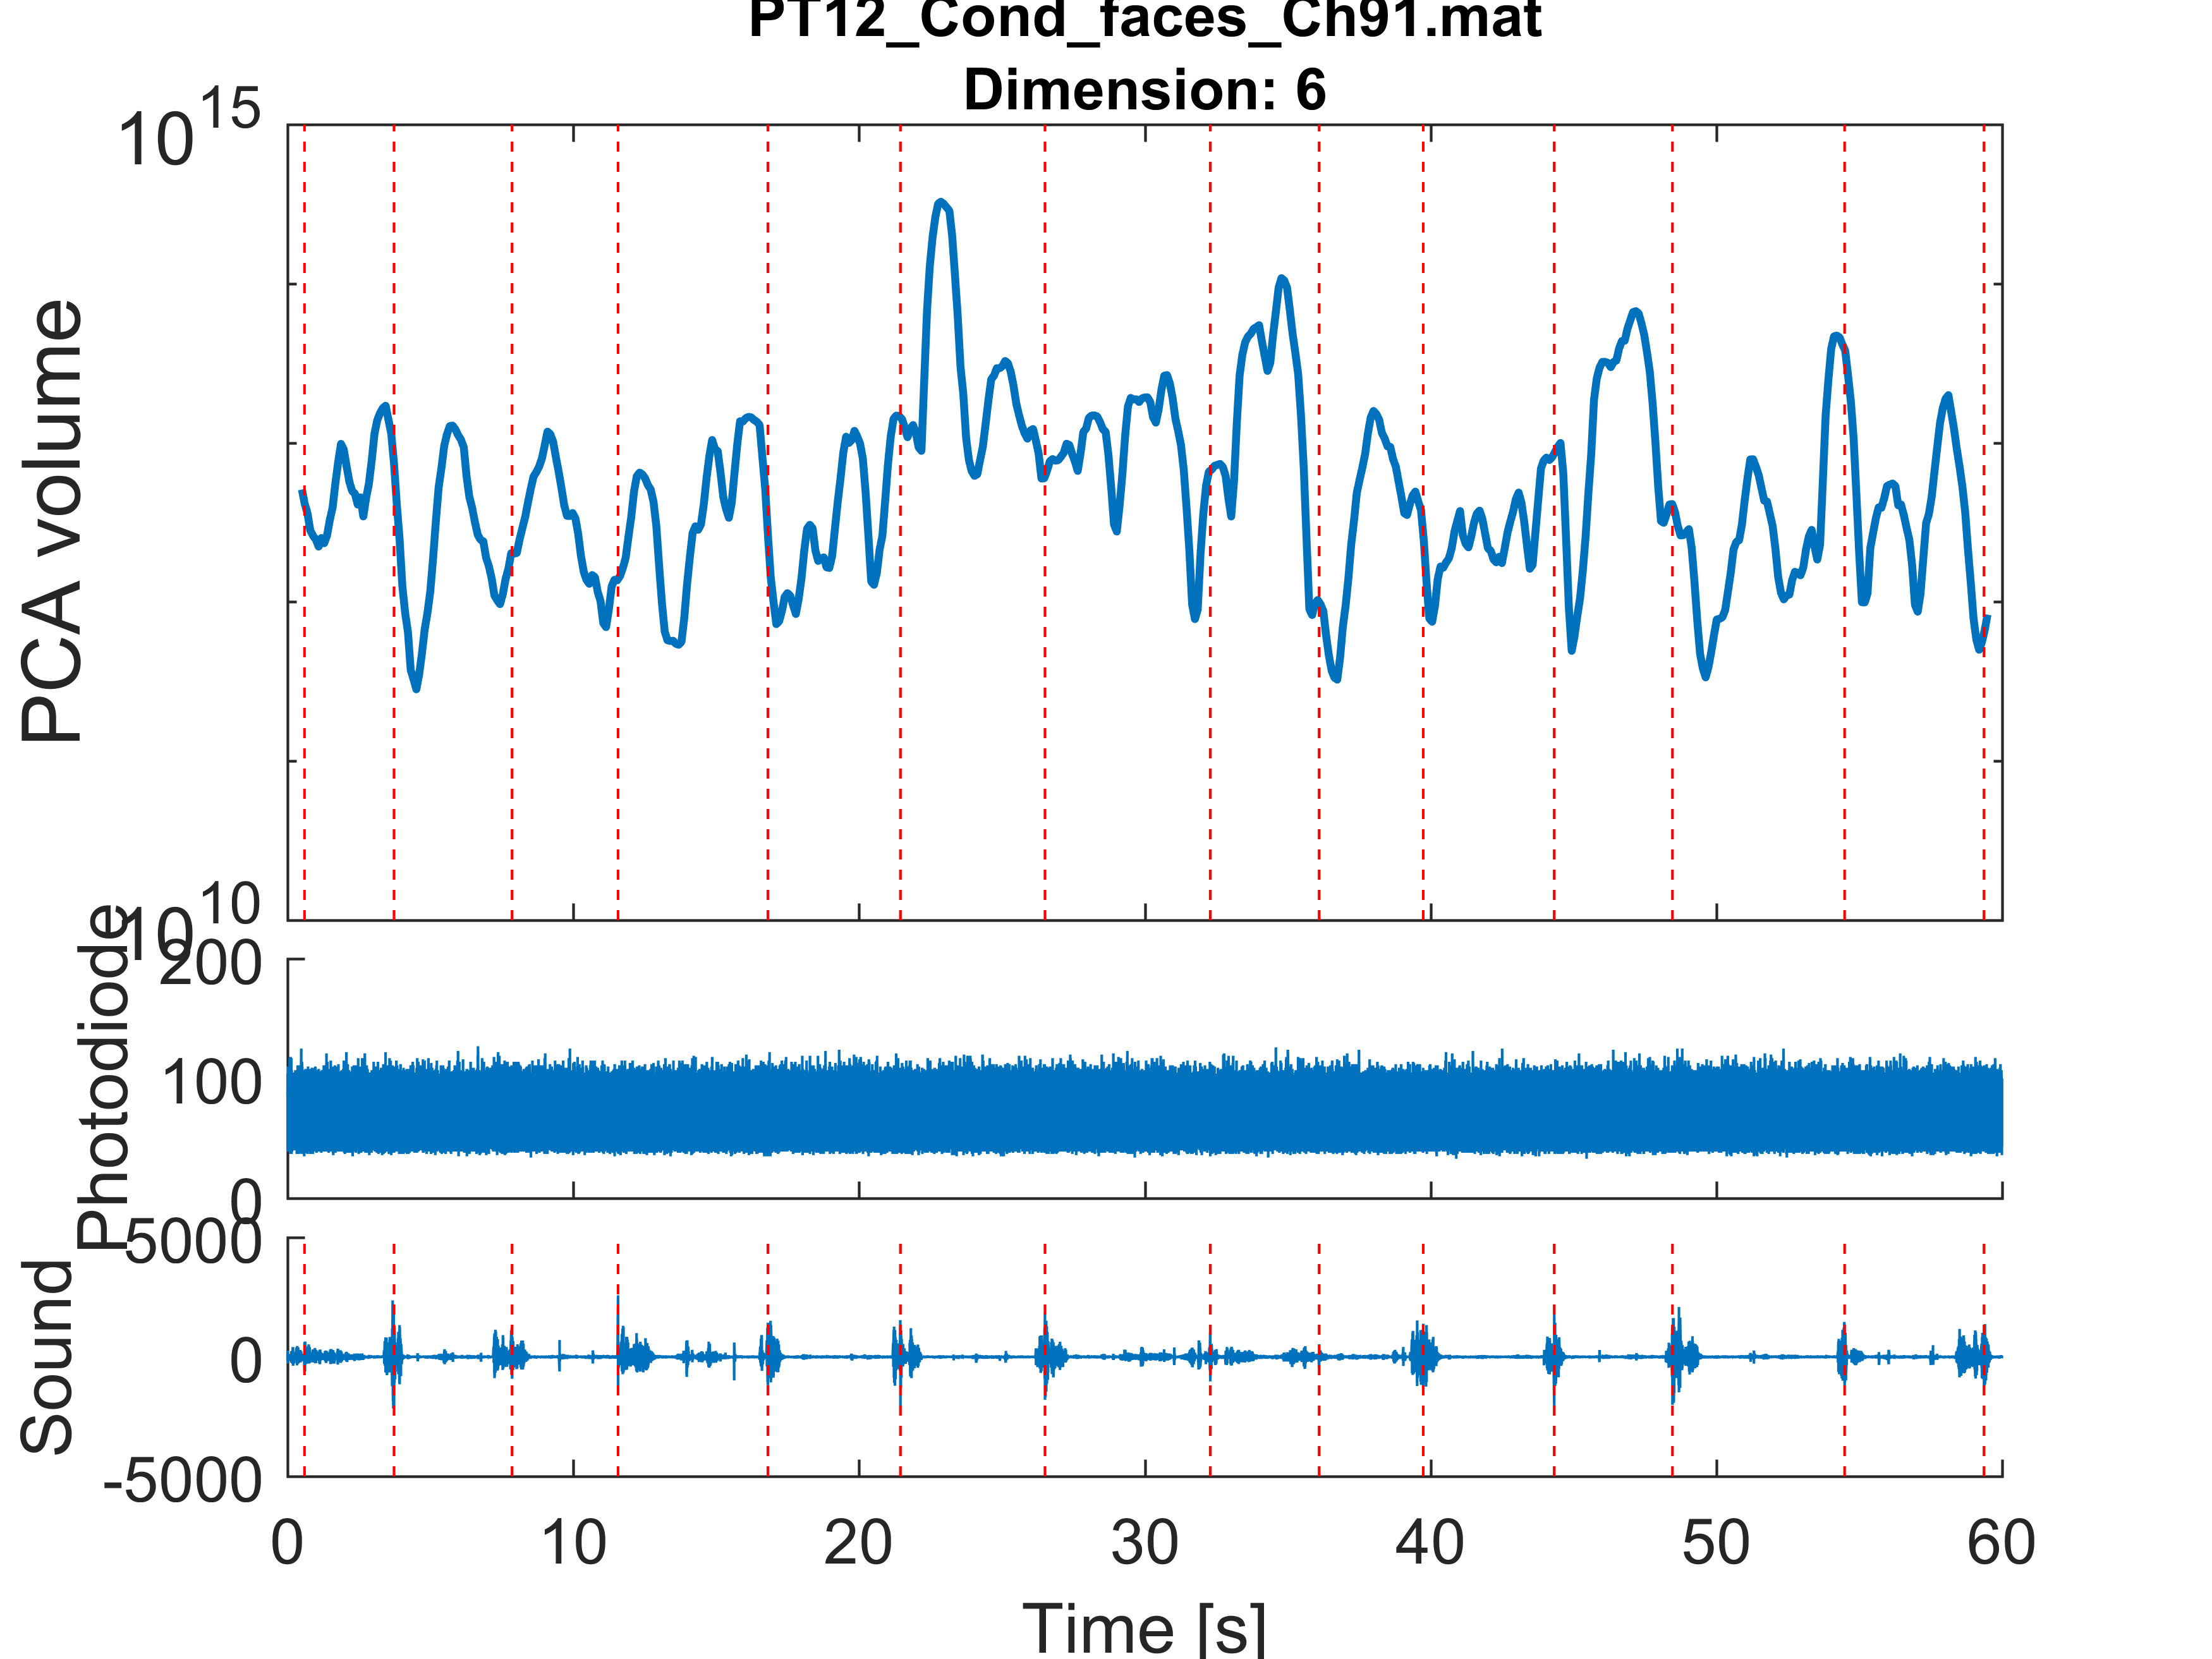 PT12_Cond_faces_Ch91.mat
Dimension: 6
10^15
PCA volume
10^10
200
Photodiode
100
0
5000
Sound
0
-5000
0 10 20 30 40 50 60
Time [s]